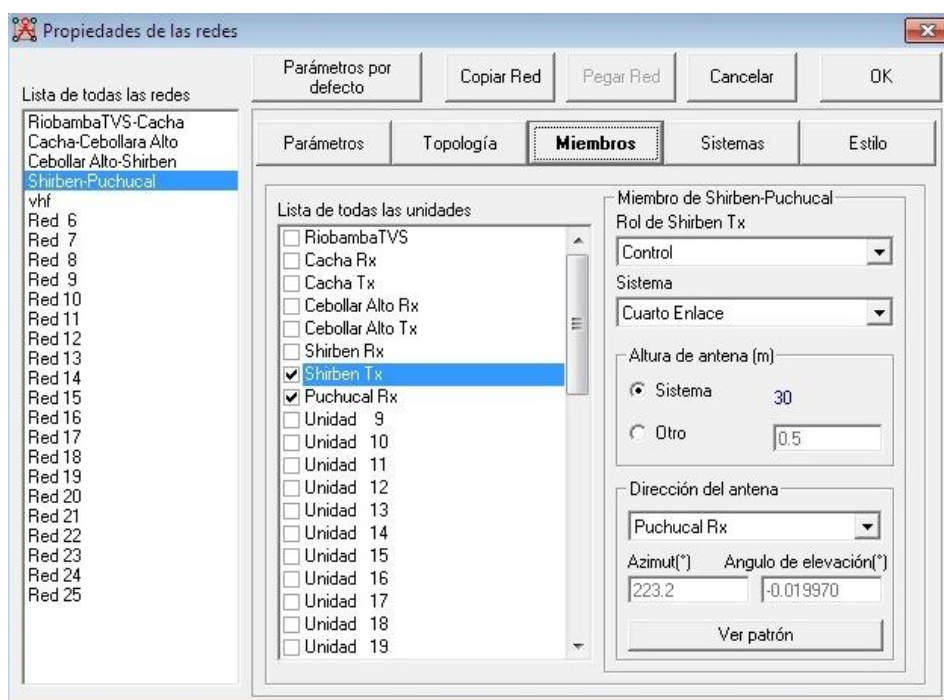 Propiedades de las redes
Lista de todas las redes
RiobambaTVS-Cacha
Cacha-Cebollara Alto
Cebollar Alto-Shirben
Shirben-Puchucal
vhf
Red 6
Red 7
Red 8
Red 9
Red 10
Red 11
Red 12
Red 13
Red 14
Red 15
Red 16
Red 17
Red 18
Red 19
Red 20
Red 21
Red 22
Red 23
Red 24
Red 25
Parámetros por
defecto
Copiar Red
Pegar Red
Cancelar
OK
Parámetros
Topología
Miembros
Sistemas
Estilo
Lista de todas las unidades
RiobambaTVS
Cacha Rx
Cacha Tx
Cebollar Alto Rx
Cebollar Alto Tx
Shirben Rx
Shirben Tx
Puchucal Rx
Unidad 9
Unidad 10
Unidad 11
Unidad 12
Unidad 13
Unidad 14
Unidad 15
Unidad 16
Unidad 17
Unidad 18
Unidad 19
Miembro de Shirben-Puchucal
Rol de Shirben Tx
Control
Sistema
Cuarto Enlace
Altura de antena (m)
Sistema 30
Otro 0.5
Dirección del antena
Puchucal Rx
Azimut(°) Angulo de elevación(°)
223.2 -0.019970
Ver patrón